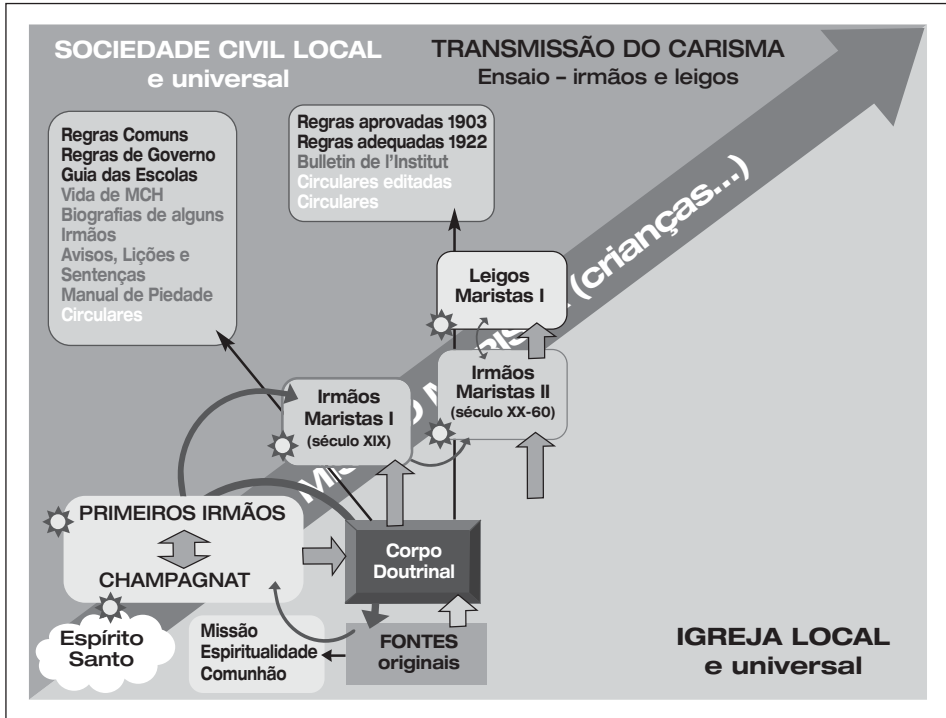 SOCIEDADE CIVIL LOCAL
e universal
TRANSMISSÃO DO CARISMA
Ensaio – irmãos e leigos
Regras Comuns
Regras de Governo
Guia das Escolas
Vida de MCH
Biografias de alguns
Irmãos
Avisos, Lições e
Sentenças
Manual de Piedade
Circulares
Regras aprovadas 1903
Regras adequadas 1922
Bulletin de l'Institut
Circulares editadas
Circulares
(crianças...)
Leigos
Maristas I
Irmãos
Maristas II
(século XX-60)
Irmãos
Maristas I
(século XIX)
PRIMEIROS IRMÃOS
CHAMPAGNAT
Corpo
Doutrinal
Espírito
Santo
Missão
Espiritualidade
Comunhão
FONTES
originais
IGREJA LOCAL
e universal